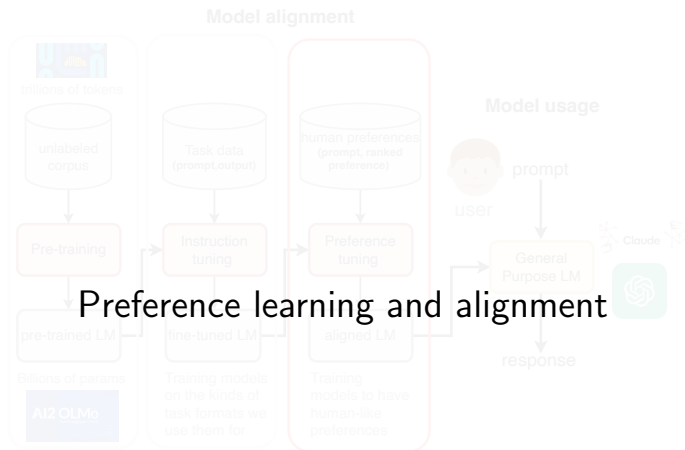 Model alignment
trillions of tokens
unlabeled
corpus
Pre-training
pre-trained LM
Billions of params
AI2 OLMo
Task data
(prompt,output)
Instruction
tuning
fine-tuned LM
Training models
on the kinds of
task formats we
use them for
human preferences
(prompt, ranked
preference)
Preference
tuning
aligned LM
Training
models to have
human-like
preferences
Model usage
prompt
user
Claude
General
Purpose LM
response
Preference learning and alignment